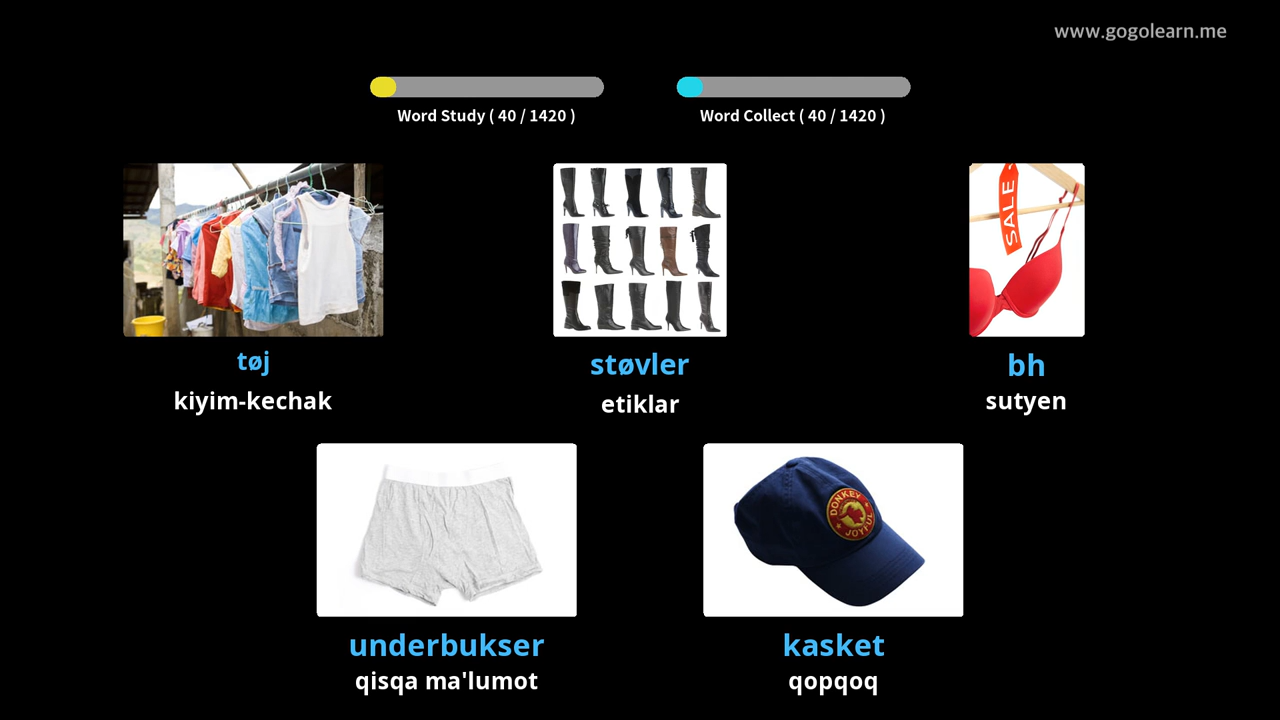 www.gogolearn.me
Word Study ( 40 / 1420 )
Word Collect ( 40 / 1420 )
SALE
tøj
støvler
bh
kiyim-kechak
etiklar
sutyen
DONKEY
JOYFUL
underbukser
kasket
qisqa ma'lumot
qopqoq